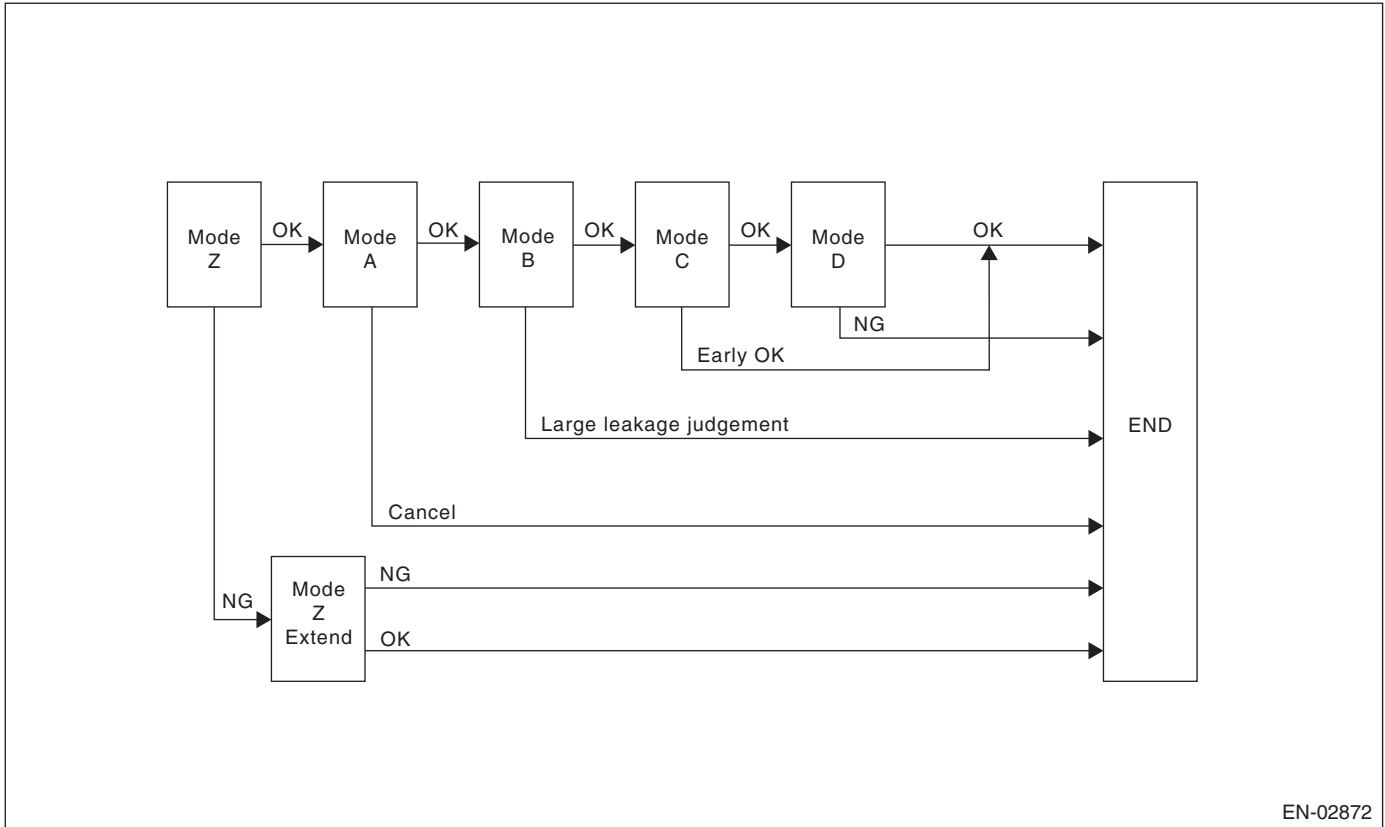 Mode
Z
OK
Mode
A
OK
Mode
B
OK
Mode
C
OK
Mode
D
OK
NG
Early OK
Large leakage judgement
END
Cancel
NG
Mode
Z
Extend
NG
OK
EN-02872